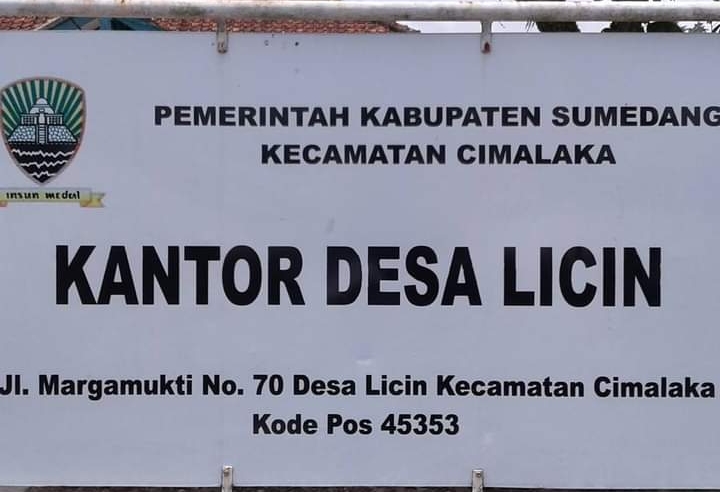 PEMERINTAH KABUPATEN SUMEDANG
KECAMATAN CIMALAKA
insun medal
KANTOR DESA LICIN
Jl. Margamukti No. 70 Desa Licin Kecamatan Cimalaka
Kode Pos 45353